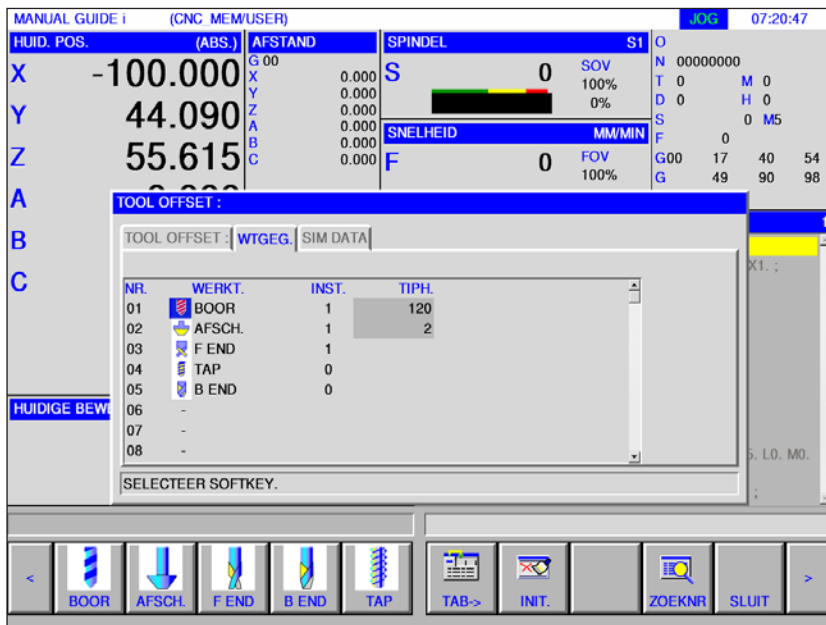 MANUAL GUIDE i (CNC_MEM/USER) JOG 07:20:47
HUID. POS. (ABS.) AFSTAND SPINDEL S1 O
G 00 N 00000000
X -100.000 X 0.000 S 0 SOV 100% 0% T 0 M 0
Y 0.000 D 0 H 0
Y 44.090 Z 0.000 S 0 M5
A 0.000 SNELHEID MM/MIN F 0
B 0.000
Z 55.615 C 0.000 F 0 FOV 100% G00 17 40 54
G 49 90 98
A
TOOL OFFSET :
B TOOL OFFSET : WTGEG. SIM DATA
X1. ;
C
NR. WERKT. INST. TIPH.
01 BOOR 1 120
02 AFSCH. 1 2
03 F END 1
04 TAP 0
05 B END 0
HUIDIGE BEW
06 -
07 -
08 -
L0. M0.
SELECTEER SOFTKEY.
;
< BOOR AFSCH. F END B END TAP TAB-> INIT. ZOEKNR SLUIT >